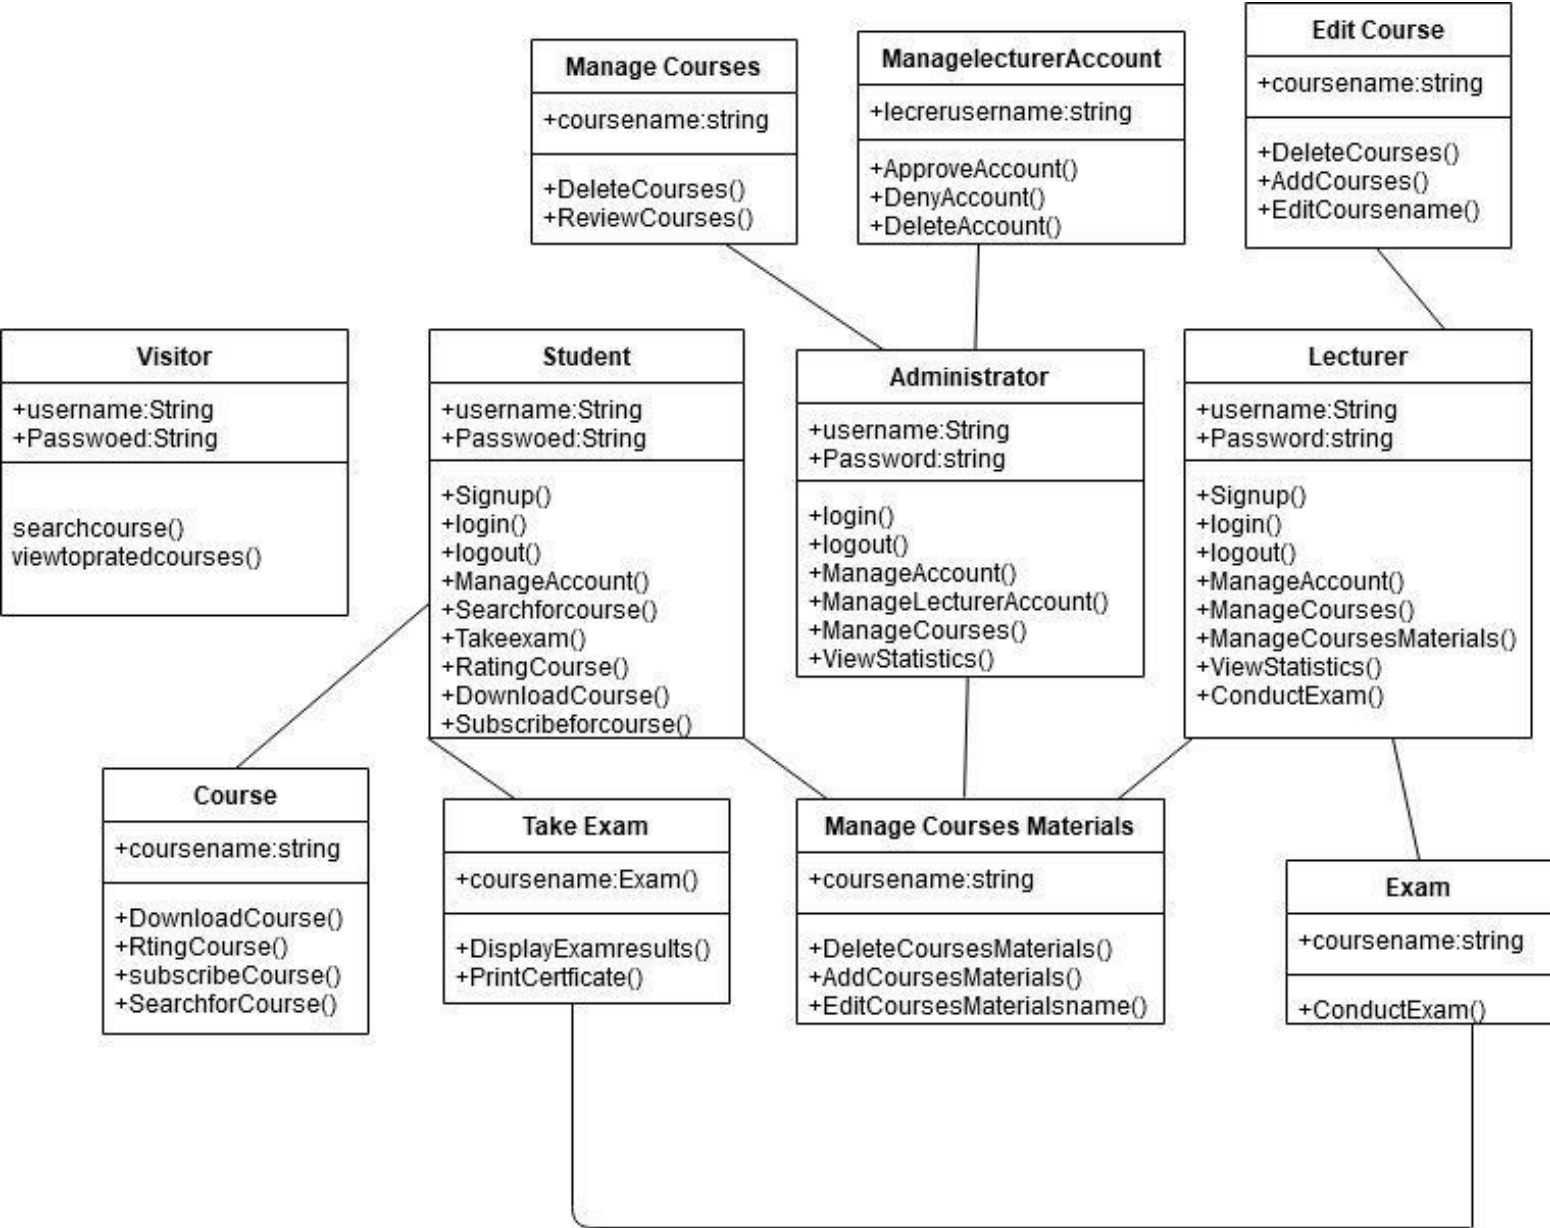 Manage Courses
+coursename:string
+DeleteCourses()
+ReviewCourses()
ManagelecturerAccount
+lecrerusername:string
+ApproveAccount()
+DenyAccount()
+DeleteAccount()
Edit Course
+coursename:string
+DeleteCourses()
+AddCourses()
+EditCoursename()
Visitor
+username:String
+Passwoed:String
searchcourse()
viewtopratedcourses()
Student
+username:String
+Passwoed:String
+Signup()
+login()
+logout()
+ManageAccount()
+Searchforcourse()
+Takeexam()
+RatingCourse()
+DownloadCourse()
+Subscribeforcourse()
Administrator
+username:String
+Password:string
+login()
+logout()
+ManageAccount()
+ManageLecturerAccount()
+ManageCourses()
+ViewStatistics()
Lecturer
+username:String
+Password:string
+Signup()
+login()
+logout()
+ManageAccount()
+ManageCourses()
+ManageCoursesMaterials()
+ViewStatistics()
+ConductExam()
Course
+coursename:string
+DownloadCourse()
+RtingCourse()
+subscribeCourse()
+SearchforCourse()
Take Exam
+coursename:Exam()
+DisplayExamresults()
+PrintCertficate()
Manage Courses Materials
+coursename:string
+DeleteCoursesMaterials()
+AddCoursesMaterials()
+EditCoursesMaterialsname()
Exam
+coursename:string
+ConductExam()